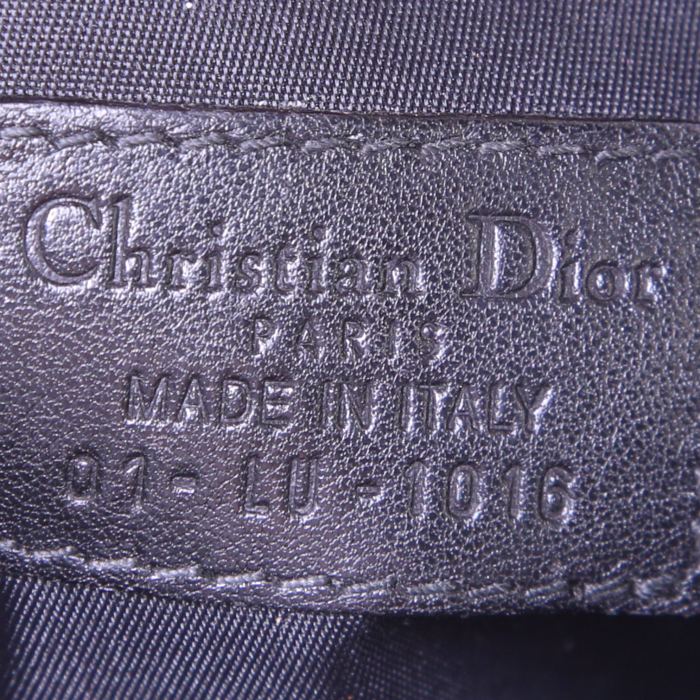 Christian Dior
PARIS
MADE IN ITALY
01-LU-1016